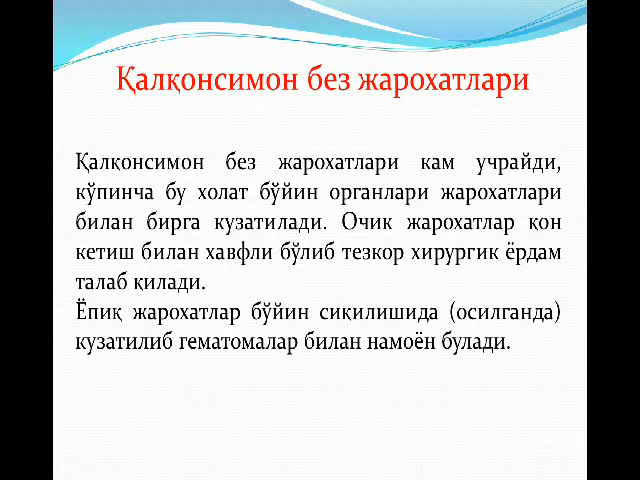 Қалқонсимон без жарохатлари
Қалқонсимон без жарохатлари кам учрайди,
кўпинча бу холат бўйин органлари жарохатлари
билан бирга кузатилади. Очик жарохатлар қон
кетиш билан хавфли бўлиб тезкор хирургик ёрдам
талаб қилади.
Ёпиқ жарохатлар бўйин сиқилишида (осилганда)
кузатилиб гематомалар билан намоён булади.